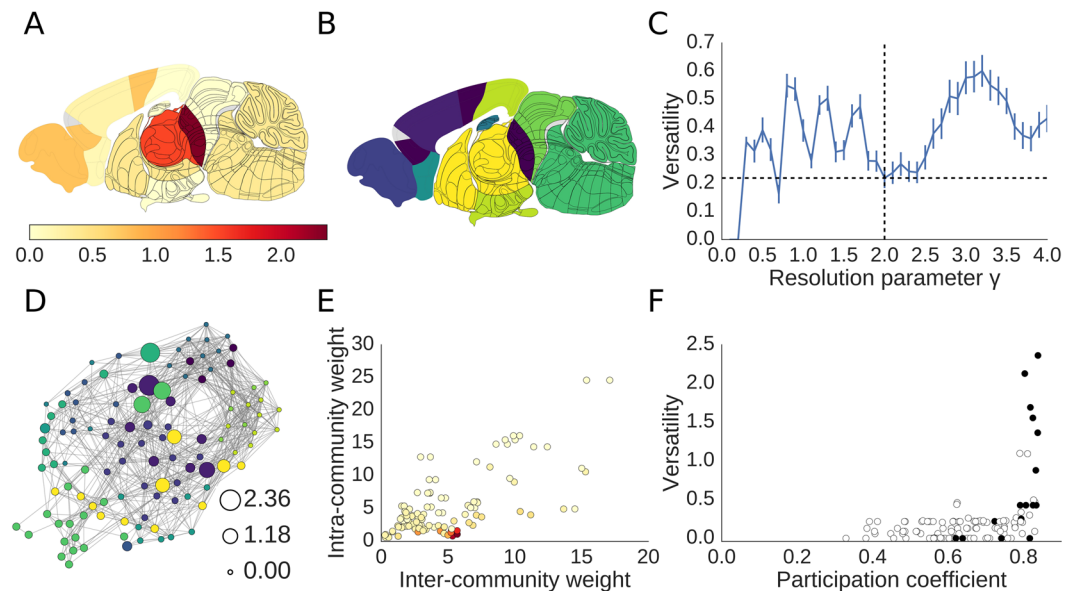 A
B
C
0.0 0.5 1.0 1.5 2.0
0.7
0.6
0.5
0.4
0.3
0.2
0.1
0.0
Versatility
0.0 0.5 1.0 1.5 2.0 2.5 3.0 3.5 4.0
Resolution parameter γ
D
2.36
1.18
0.00
E
Intra-community weight
30
25
20
15
10
5
0
0 5 10 15 20
Inter-community weight
F
Versatility
2.5
2.0
1.5
1.0
0.5
0.0
0.0 0.2 0.4 0.6 0.8
Participation coefficient